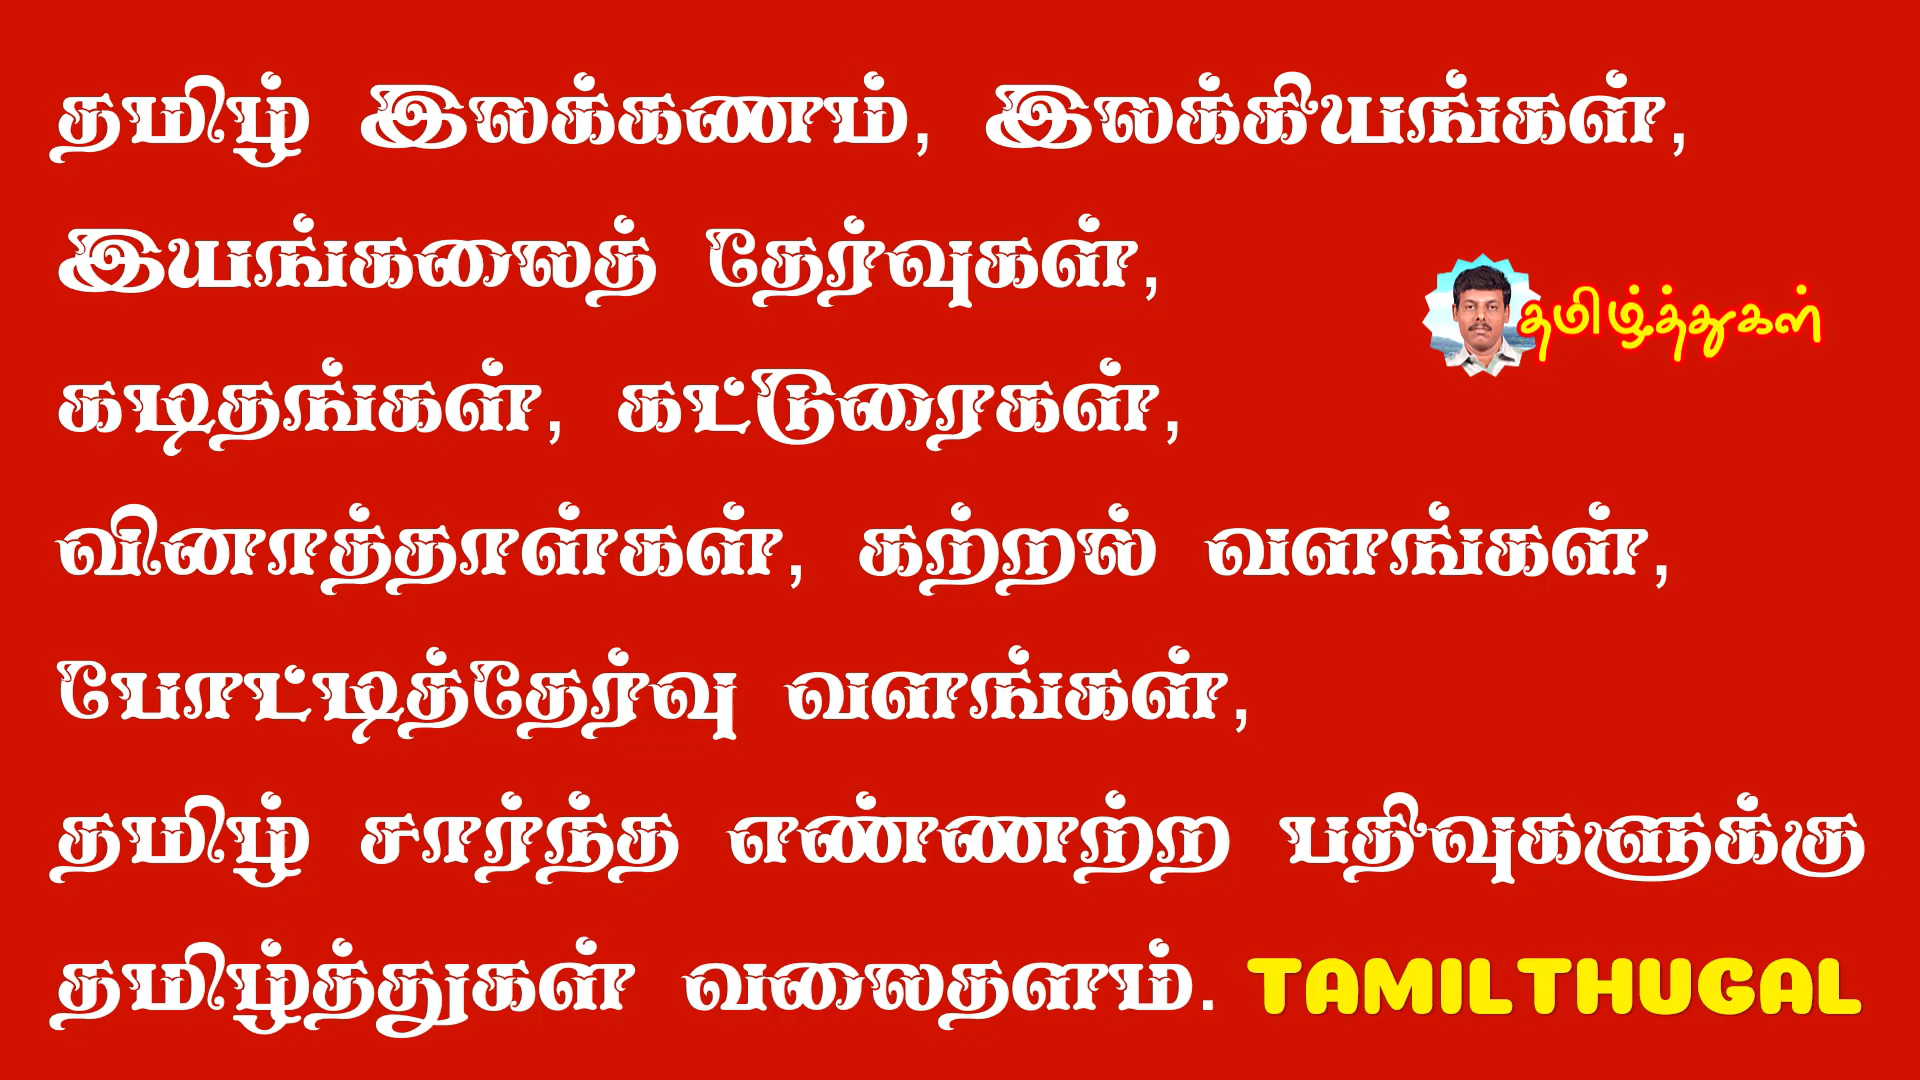 தமிழ் இலக்கணம், இலக்கியங்கள்,
இயங்கலைத் தேர்வுகள்,
தமிழ்த்துகள்
கடிதங்கள், கட்டுரைகள்,
வினாத்தாள்கள், கற்றல் வளங்கள்,
போட்டித்தேர்வு வளங்கள்,
தமிழ் சார்ந்த எண்ணற்ற பதிவுகளுக்கு
தமிழ்த்துகள் வலைதளம். TAMILTHUGAL